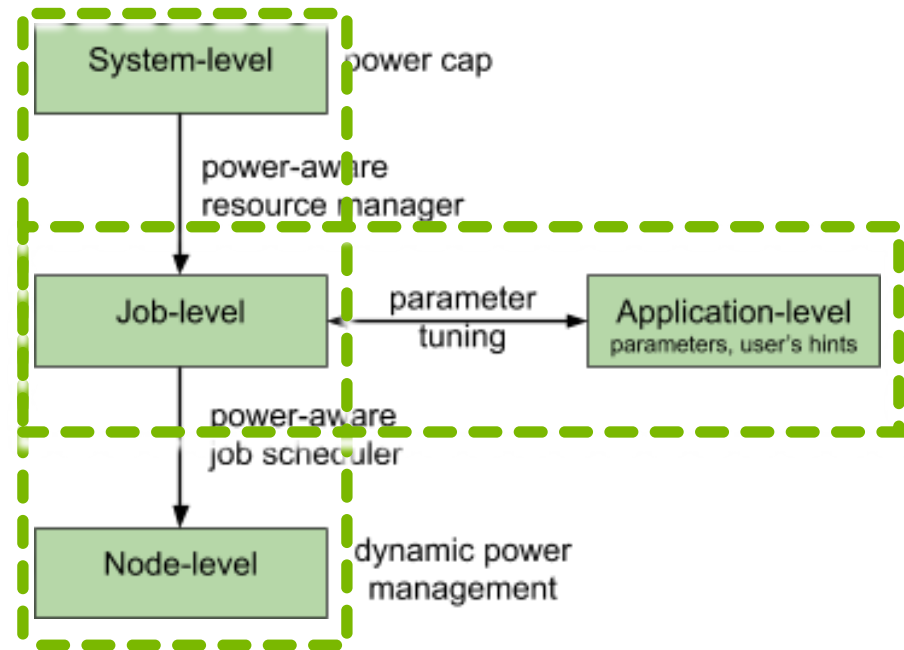 System-level
power cap
power-aware
resource manager
Job-level
parameter
tuning
Application-level
parameters, user's hints
power-aware
job scheduler
Node-level
dynamic power
management